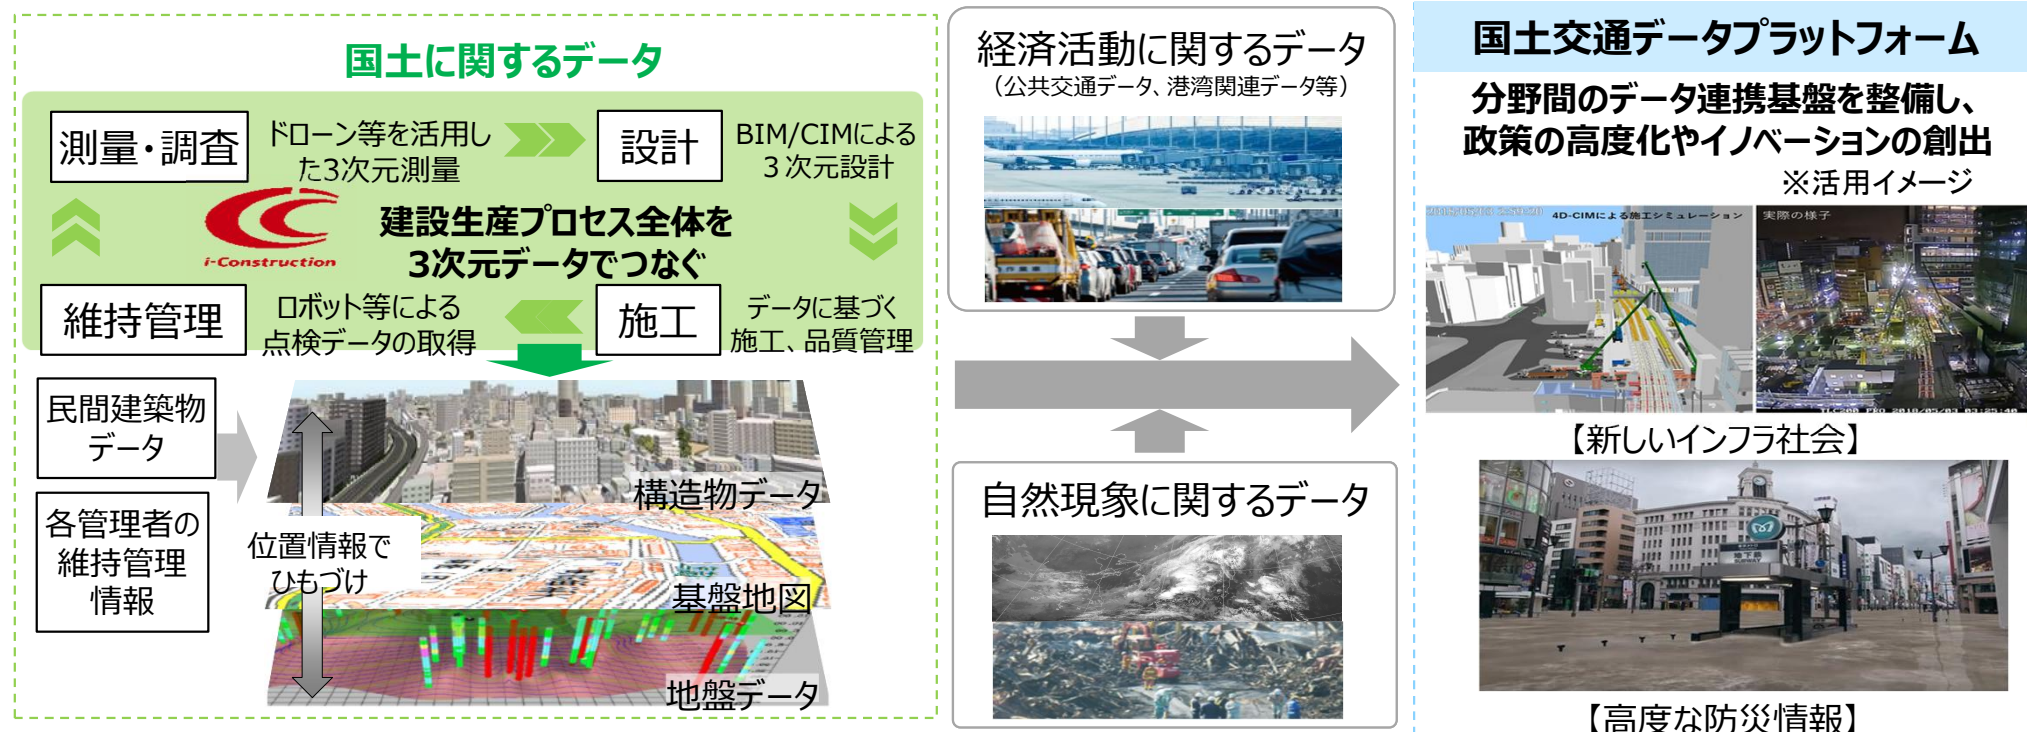 国土に関するデータ
測量・調査
ドローン等を活用し
た3次元測量
設計
BIM/CIMによる
３次元設計
i-Construction
建設生産プロセス全体を
3次元データでつなぐ
維持管理
ロボット等による
点検データの取得
施工
データに基づく
施工、品質管理
民間建築物
データ
各管理者の
維持管理
情報
位置情報で
ひもづけ
構造物データ
基盤地図
地盤データ
経済活動に関するデータ
（公共交通データ、港湾関連データ等）
自然現象に関するデータ
国土交通データプラットフォーム
分野間のデータ連携基盤を整備し、
政策の高度化やイノベーションの創出
※活用イメージ
4D-CIMによる施工シミュレーション
実際の様子
TLC200 PRO 2018/05/03 03:25:40
【新しいインフラ社会】
地下鉄
SUBWAY
【高度な防災情報】